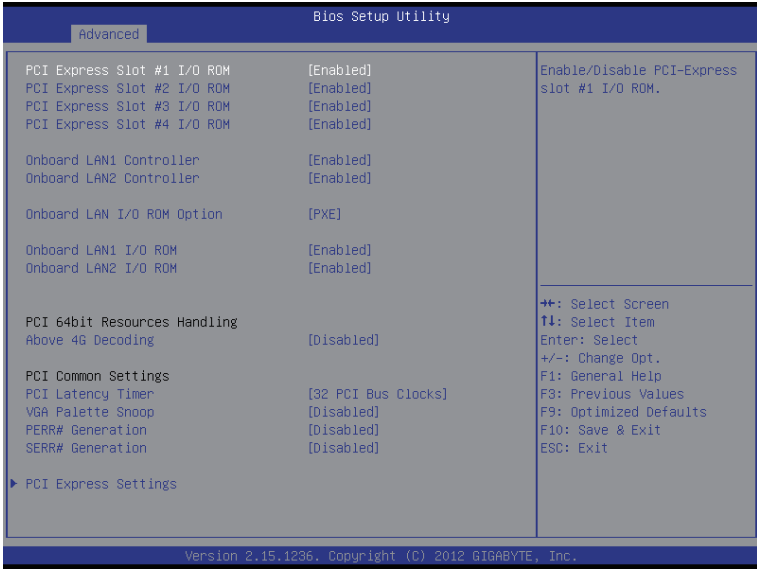 Bios Setup Utility
Advanced
PCI Express Slot #1 I/O ROM [Enabled]
PCI Express Slot #2 I/O ROM [Enabled]
PCI Express Slot #3 I/O ROM [Enabled]
PCI Express Slot #4 I/O ROM [Enabled]
Onboard LAN1 Controller [Enabled]
Onboard LAN2 Controller [Enabled]
Onboard LAN I/O ROM Option [PXE]
Onboard LAN1 I/O ROM [Enabled]
Onboard LAN2 I/O ROM [Enabled]
PCI 64bit Resources Handling
Above 4G Decoding [Disabled]
PCI Common Settings
PCI Latency Timer [32 PCI Bus Clocks]
VGA Palette Snoop [Disabled]
PERR# Generation [Disabled]
SERR# Generation [Disabled]
PCI Express Settings
Enable/Disable PCI-Express
slot #1 I/O ROM.
→←: Select Screen
↑↓: Select Item
Enter: Select
+/-: Change Opt.
F1: General Help
F3: Previous Values
F9: Optimized Defaults
F10: Save & Exit
ESC: Exit
Version 2.15.1236. Copyright (C) 2012 GIGABYTE, Inc.